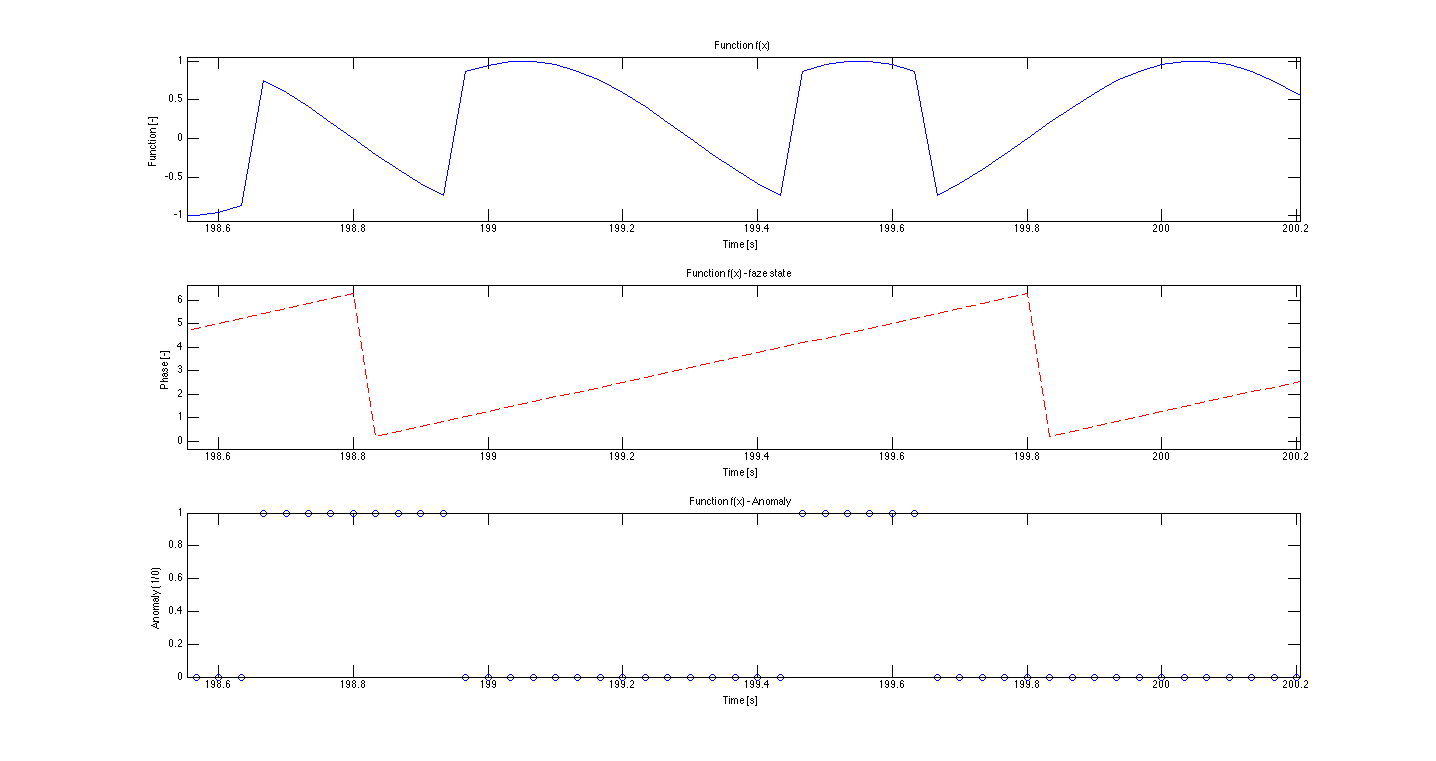 Function f(x)
Function [-]
1
0.5
0
-0.5
-1
198.6 198.8 199 199.2 199.4 199.6 199.8 200 200.2
Time [s]
Function f(x) - faze state
Phase [-]
6
5
4
3
2
1
0
198.6 198.8 199 199.2 199.4 199.6 199.8 200 200.2
Time [s]
Function f(x) - Anomaly
Anomaly (1/0)
1
0.8
0.6
0.4
0.2
0
198.6 198.8 199 199.2 199.4 199.6 199.8 200 200.2
Time [s]